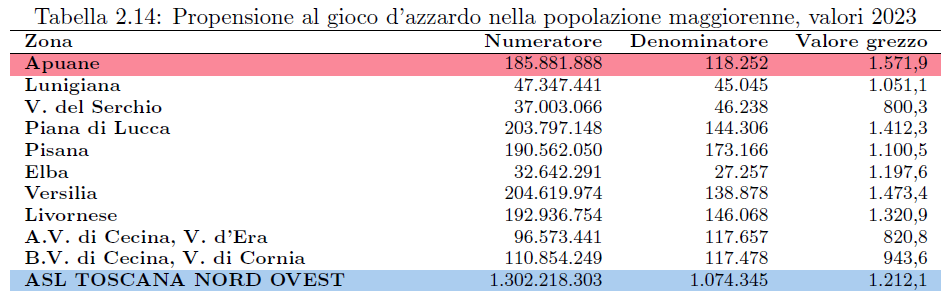 Tabella 2.14: Propensione al gioco d'azzardo nella popolazione maggiorenne, valori 2023
Zona Numeratore Denominatore Valore grezzo
Apuane 185.881.888 118.252 1.571,9
Lunigiana 47.347.441 45.045 1.051,1
V. del Serchio 37.003.066 46.238 800,3
Piana di Lucca 203.797.148 144.306 1.412,3
Pisana 190.562.050 173.166 1.100,5
Elba 32.642.291 27.257 1.197,6
Versilia 204.619.974 138.878 1.473,4
Livornese 192.936.754 146.068 1.320,9
A.V. di Cecina, V. d'Era 96.573.441 117.657 820,8
B.V. di Cecina, V. di Cornia 110.854.249 117.478 943,6
ASL TOSCANA NORD OVEST 1.302.218.303 1.074.345 1.212,1